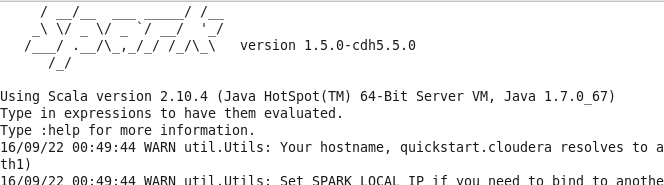 / __/__  ___ _____/ /__
   _\ \/ _ \/ _ `/ __/  '_/
  /___/ .__/\_,_/_/ /_/\_\   version 1.5.0-cdh5.5.0
     /_/
Using Scala version 2.10.4 (Java HotSpot(TM) 64-Bit Server VM, Java 1.7.0_67)
Type in expressions to have them evaluated.
Type :help for more information.
16/09/22 00:49:44 WARN util.Utils: Your hostname, quickstart.cloudera resolves to a
th1)
16/09/22 00:49:44 WARN util.Utils: Set SPARK_LOCAL_IP if you need to bind to anothe